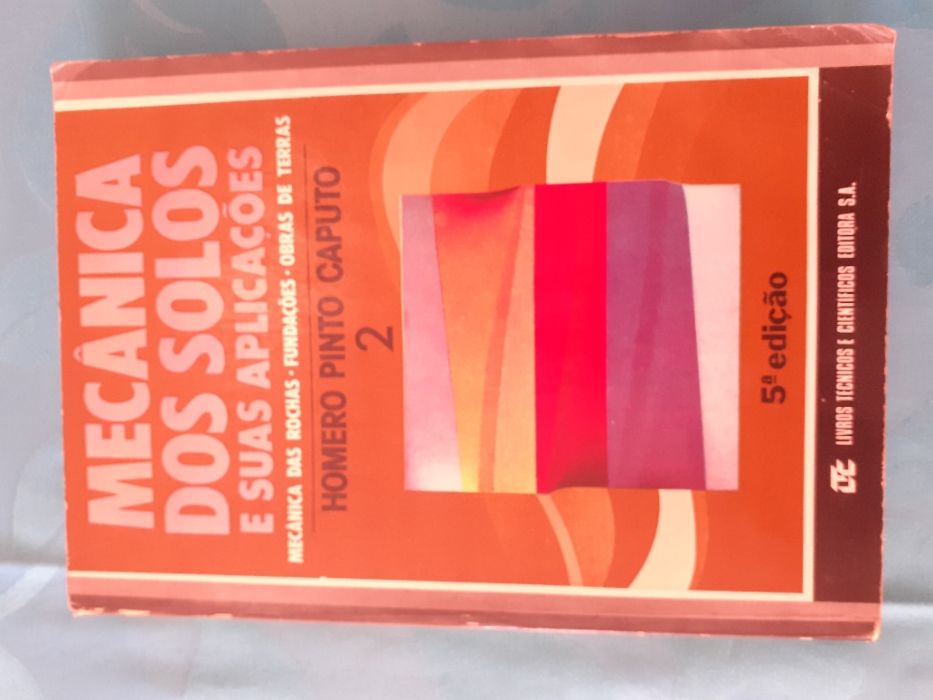 MECÂNICA
DOS SOLOS
E SUAS APLICAÇÕES
MECÂNICA DAS ROCHAS · FUNDAÇÕES · OBRAS DE TERRAS
HOMERO PINTO CAPUTO
2
5ª edição
LTC LIVROS TÉCNICOS E CIENTÍFICOS EDITORA S.A.